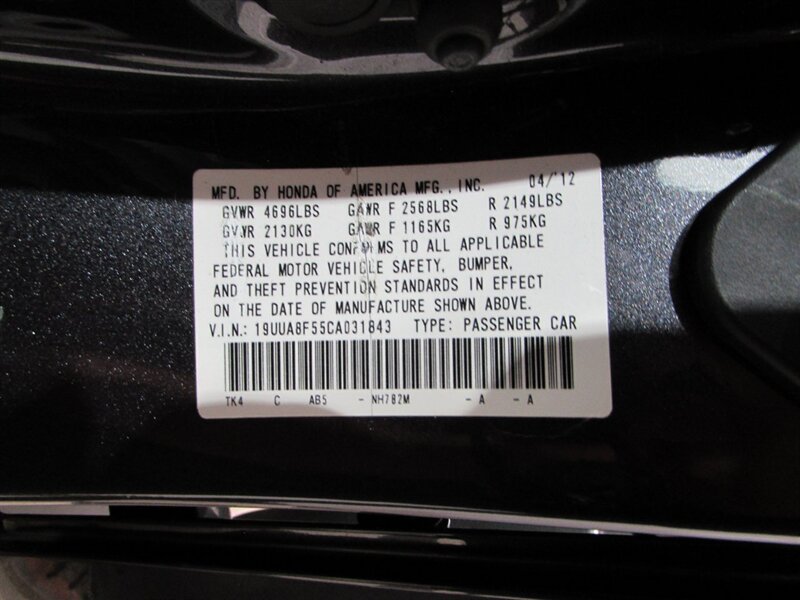 MFD. BY HONDA OF AMERICA MFG., INC. 04/'12
GVWR 4696LBS GAWR F 2568LBS R 2149LBS
GVWR 2130KG GAWR F 1165KG R 975KG
THIS VEHICLE CONFORMS TO ALL APPLICABLE
FEDERAL MOTOR VEHICLE SAFETY, BUMPER,
AND THEFT PREVENTION STANDARDS IN EFFECT
ON THE DATE OF MANUFACTURE SHOWN ABOVE.
V.I.N.: 19UUA8F55CA031843 TYPE: PASSENGER CAR
TK4 C AB5 - NH782M - A - A